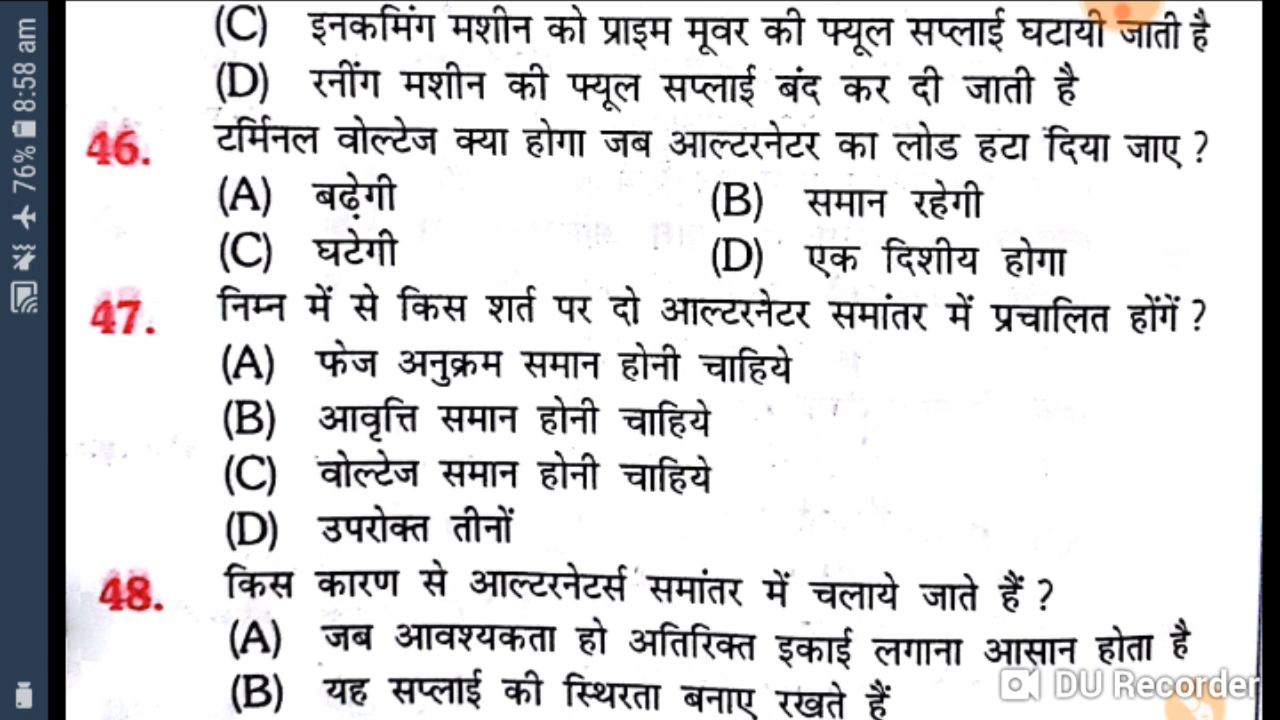 (C) इनकमिंग मशीन को प्राइम मूवर की फ्यूल सप्लाई घटायी जाती है
(D) रनींग मशीन की फ्यूल सप्लाई बंद कर दी जाती है
46. टर्मिनल वोल्टेज क्या होगा जब आल्टरनेटर का लोड हटा दिया जाए ?
(A) बढ़ेगी (B) समान रहेगी
(C) घटेगी (D) एक दिशीय होगा
47. निम्न में से किस शर्त पर दो आल्टरनेटर समांतर में प्रचालित होंगें ?
(A) फेज अनुक्रम समान होनी चाहिये
(B) आवृत्ति समान होनी चाहिये
(C) वोल्टेज समान होनी चाहिये
(D) उपरोक्त तीनों
48. किस कारण से आल्टरनेटर्स समांतर में चलाये जाते हैं ?
(A) जब आवश्यकता हो अतिरिक्त इकाई लगाना आसान होता है
(B) यह सप्लाई की स्थिरता बनाए रखते हैं
DU Recorder
76% 8:58 am